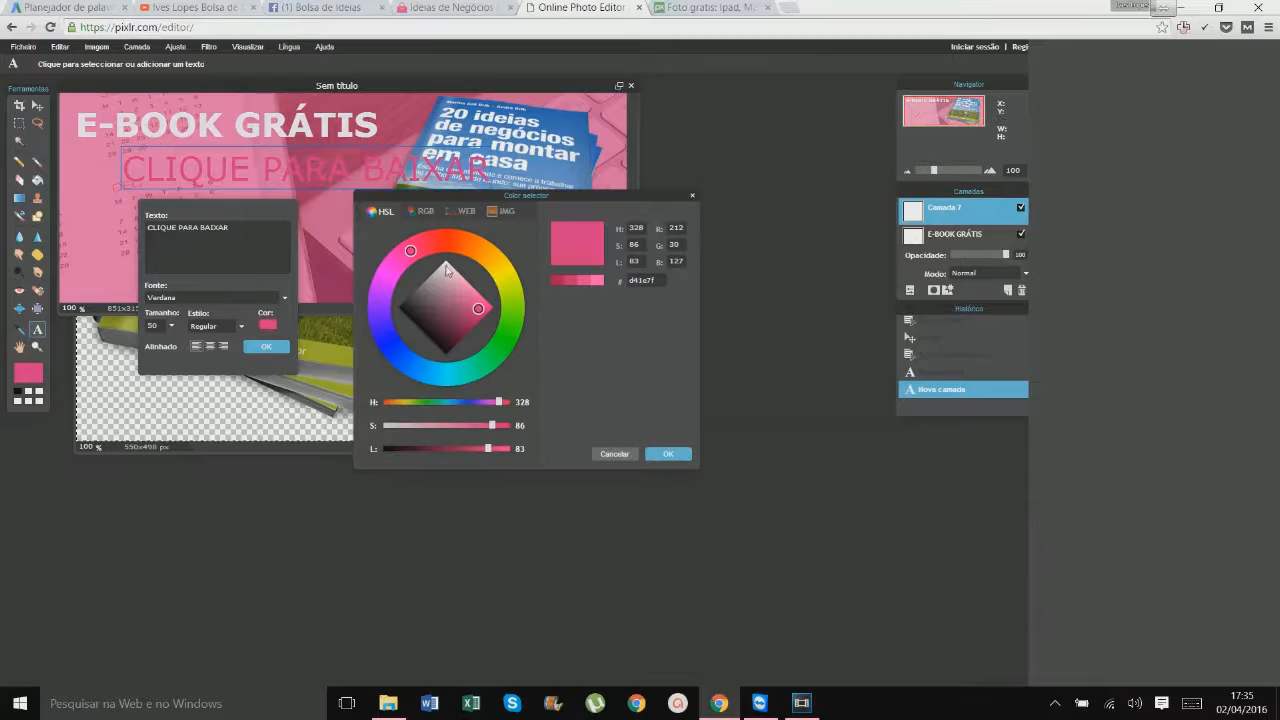 Planejador de palav
Ives Lopes Bolsa de
(1) Bolsa de Ideias
Ideias de Negócios
Online Photo Editor
Foto grátis: Ipad, M
Ives Lopes
https://pixlr.com/editor/
Ficheiro Editar Imagem Camada Ajuste Filtro Visualizar Língua Ajuda
Iniciar sessão | Regi
A Clique para seleccionar ou adicionar um texto
Ferramentas
Sem título
Navigator
X:
Y:
W:
H:
100
E-BOOK GRÁTIS
CLIQUE PARA BAIXAR
20 ideias
de negócios
para montar
em casa
Camadas
Camada 7
E-BOOK GRÁTIS
Opacidade: 100
Modo: Normal
Histórico
A Nova camada
Texto:
CLIQUE PARA BAIXAR
Fonte:
Verdana
Tamanho: Estilo: Cor:
50 Regular
Alinhado OK
100 %
100 % 550x498 px
Color selector
HSL RGB WEB IMG
H: 328 R: 212
S: 86 G: 30
L: 83 B: 127
# d41e7f
H: 328
S: 86
L: 83
Cancelar OK
Pesquisar na Web e no Windows
17:35
02/04/2016